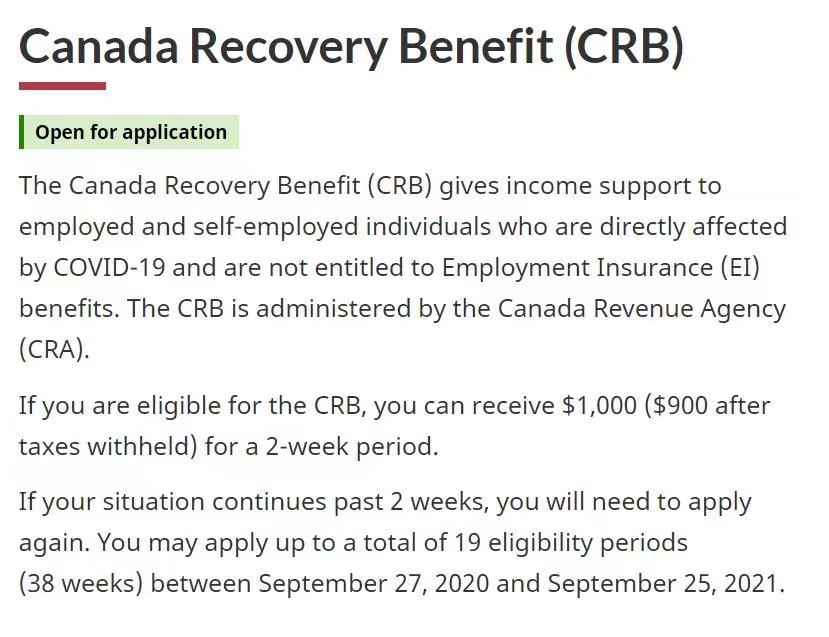 Canada Recovery Benefit (CRB)
Open for application
The Canada Recovery Benefit (CRB) gives income support to
employed and self-employed individuals who are directly affected
by COVID-19 and are not entitled to Employment Insurance (EI)
benefits. The CRB is administered by the Canada Revenue Agency
(CRA).
If you are eligible for the CRB, you can receive $1,000 ($900 after
taxes withheld) for a 2-week period.
If your situation continues past 2 weeks, you will need to apply
again. You may apply up to a total of 19 eligibility periods
(38 weeks) between September 27, 2020 and September 25, 2021.